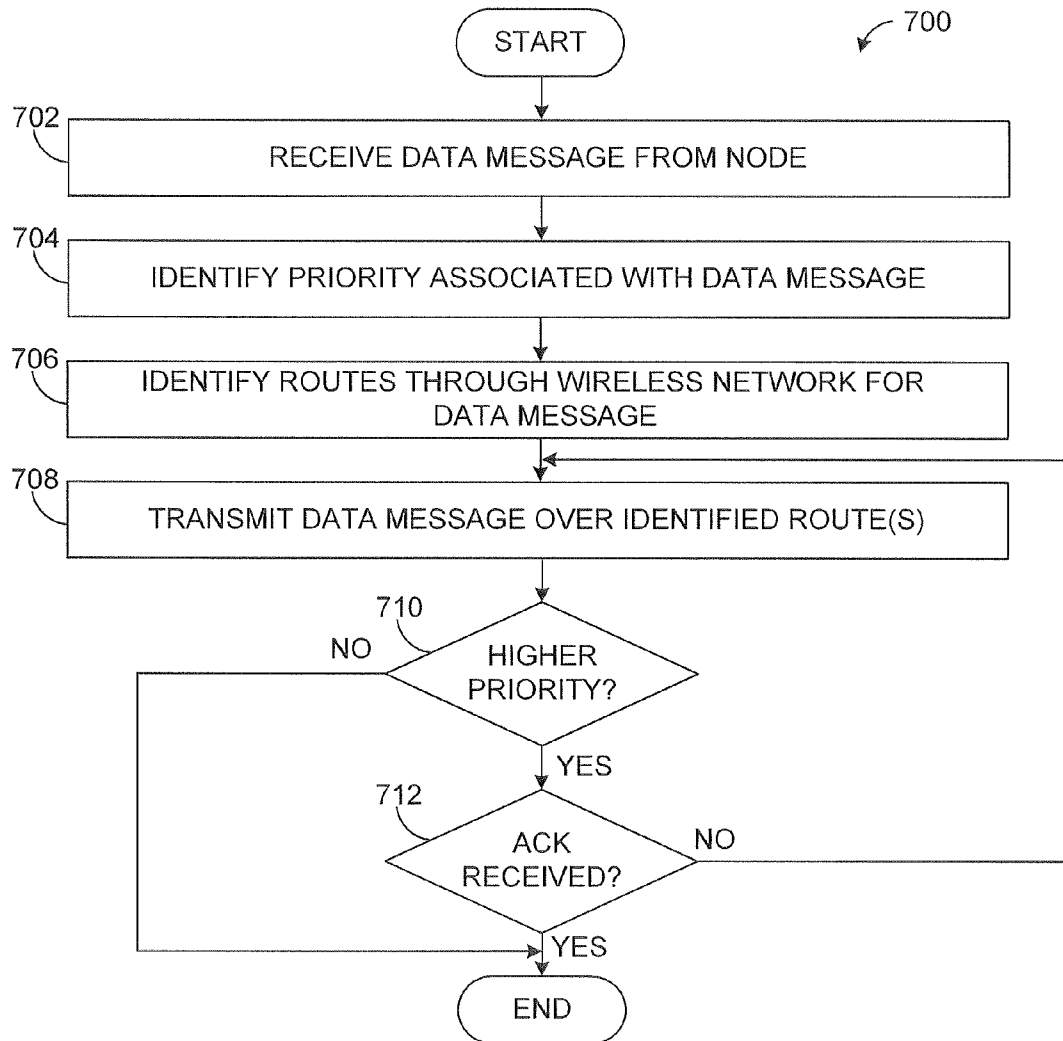 START
700
702
RECEIVE DATA MESSAGE FROM NODE
704
IDENTIFY PRIORITY ASSOCIATED WITH DATA MESSAGE
706
IDENTIFY ROUTES THROUGH WIRELESS NETWORK FOR
DATA MESSAGE
708
TRANSMIT DATA MESSAGE OVER IDENTIFIED ROUTE(S)
710
NO
HIGHER
PRIORITY?
YES
712
ACK
RECEIVED?
NO
YES
END